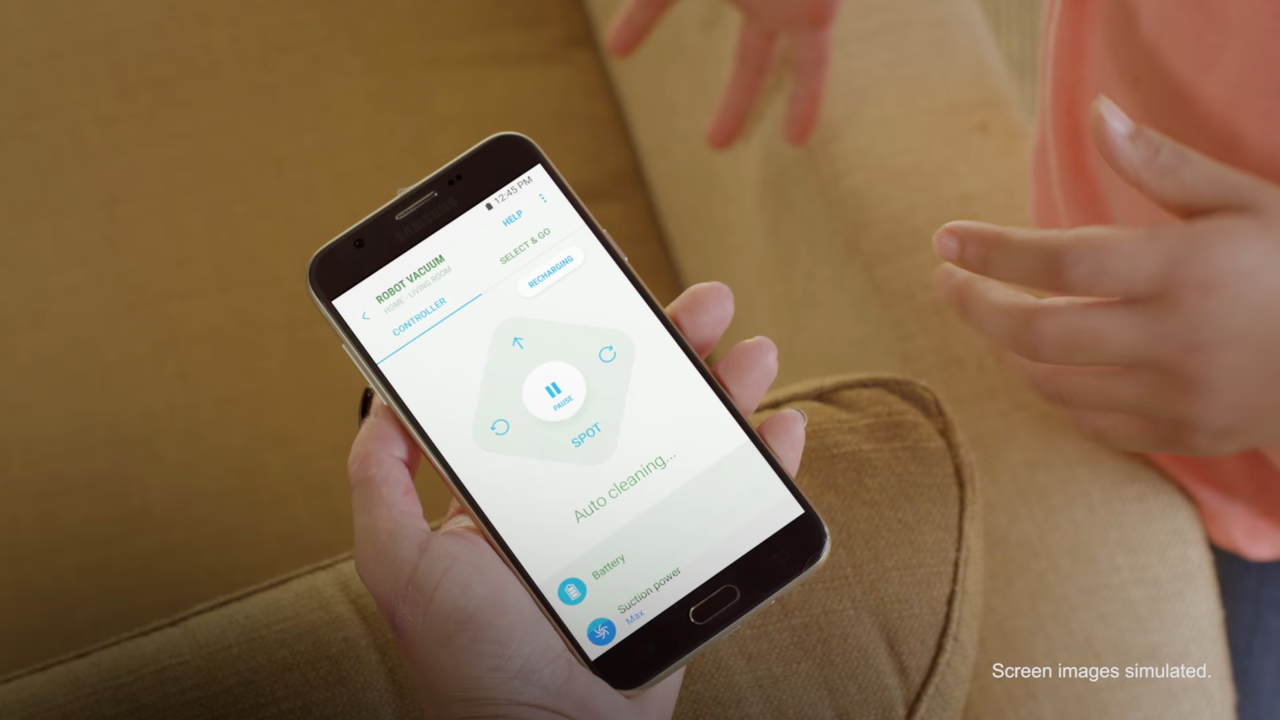 SAMSUNG
12:45 PM
HELP
ROBOT VACUUM
HOME · LIVING ROOM
CONTROLLER
SELECT & GO
RECHARGING
PAUSE
SPOT
Auto cleaning...
Battery
Suction power
Max
Screen images simulated.